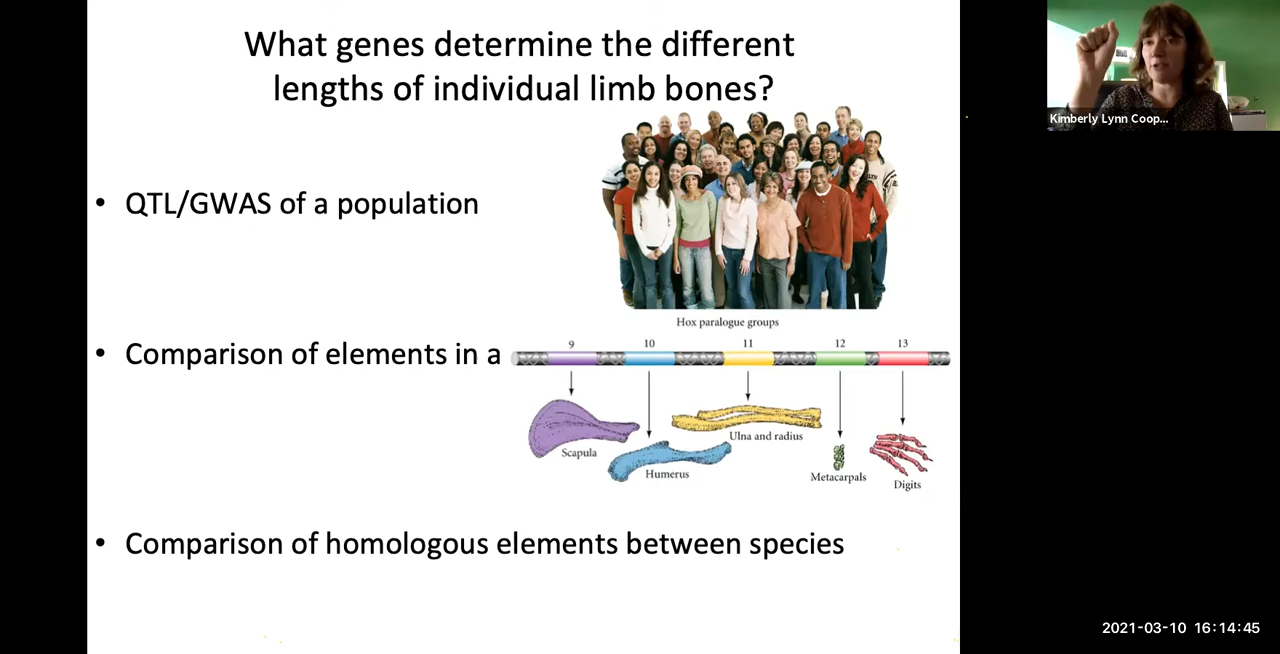 What genes determine the different
lengths of individual limb bones?
Kimberly Lynn Coop...
• QTL/GWAS of a population
Hox paralogue groups
• Comparison of elements in a
9 10 11 12 13
Scapula
Humerus
Ulna and radius
Metacarpals
Digits
• Comparison of homologous elements between species
2021-03-10 16:14:45